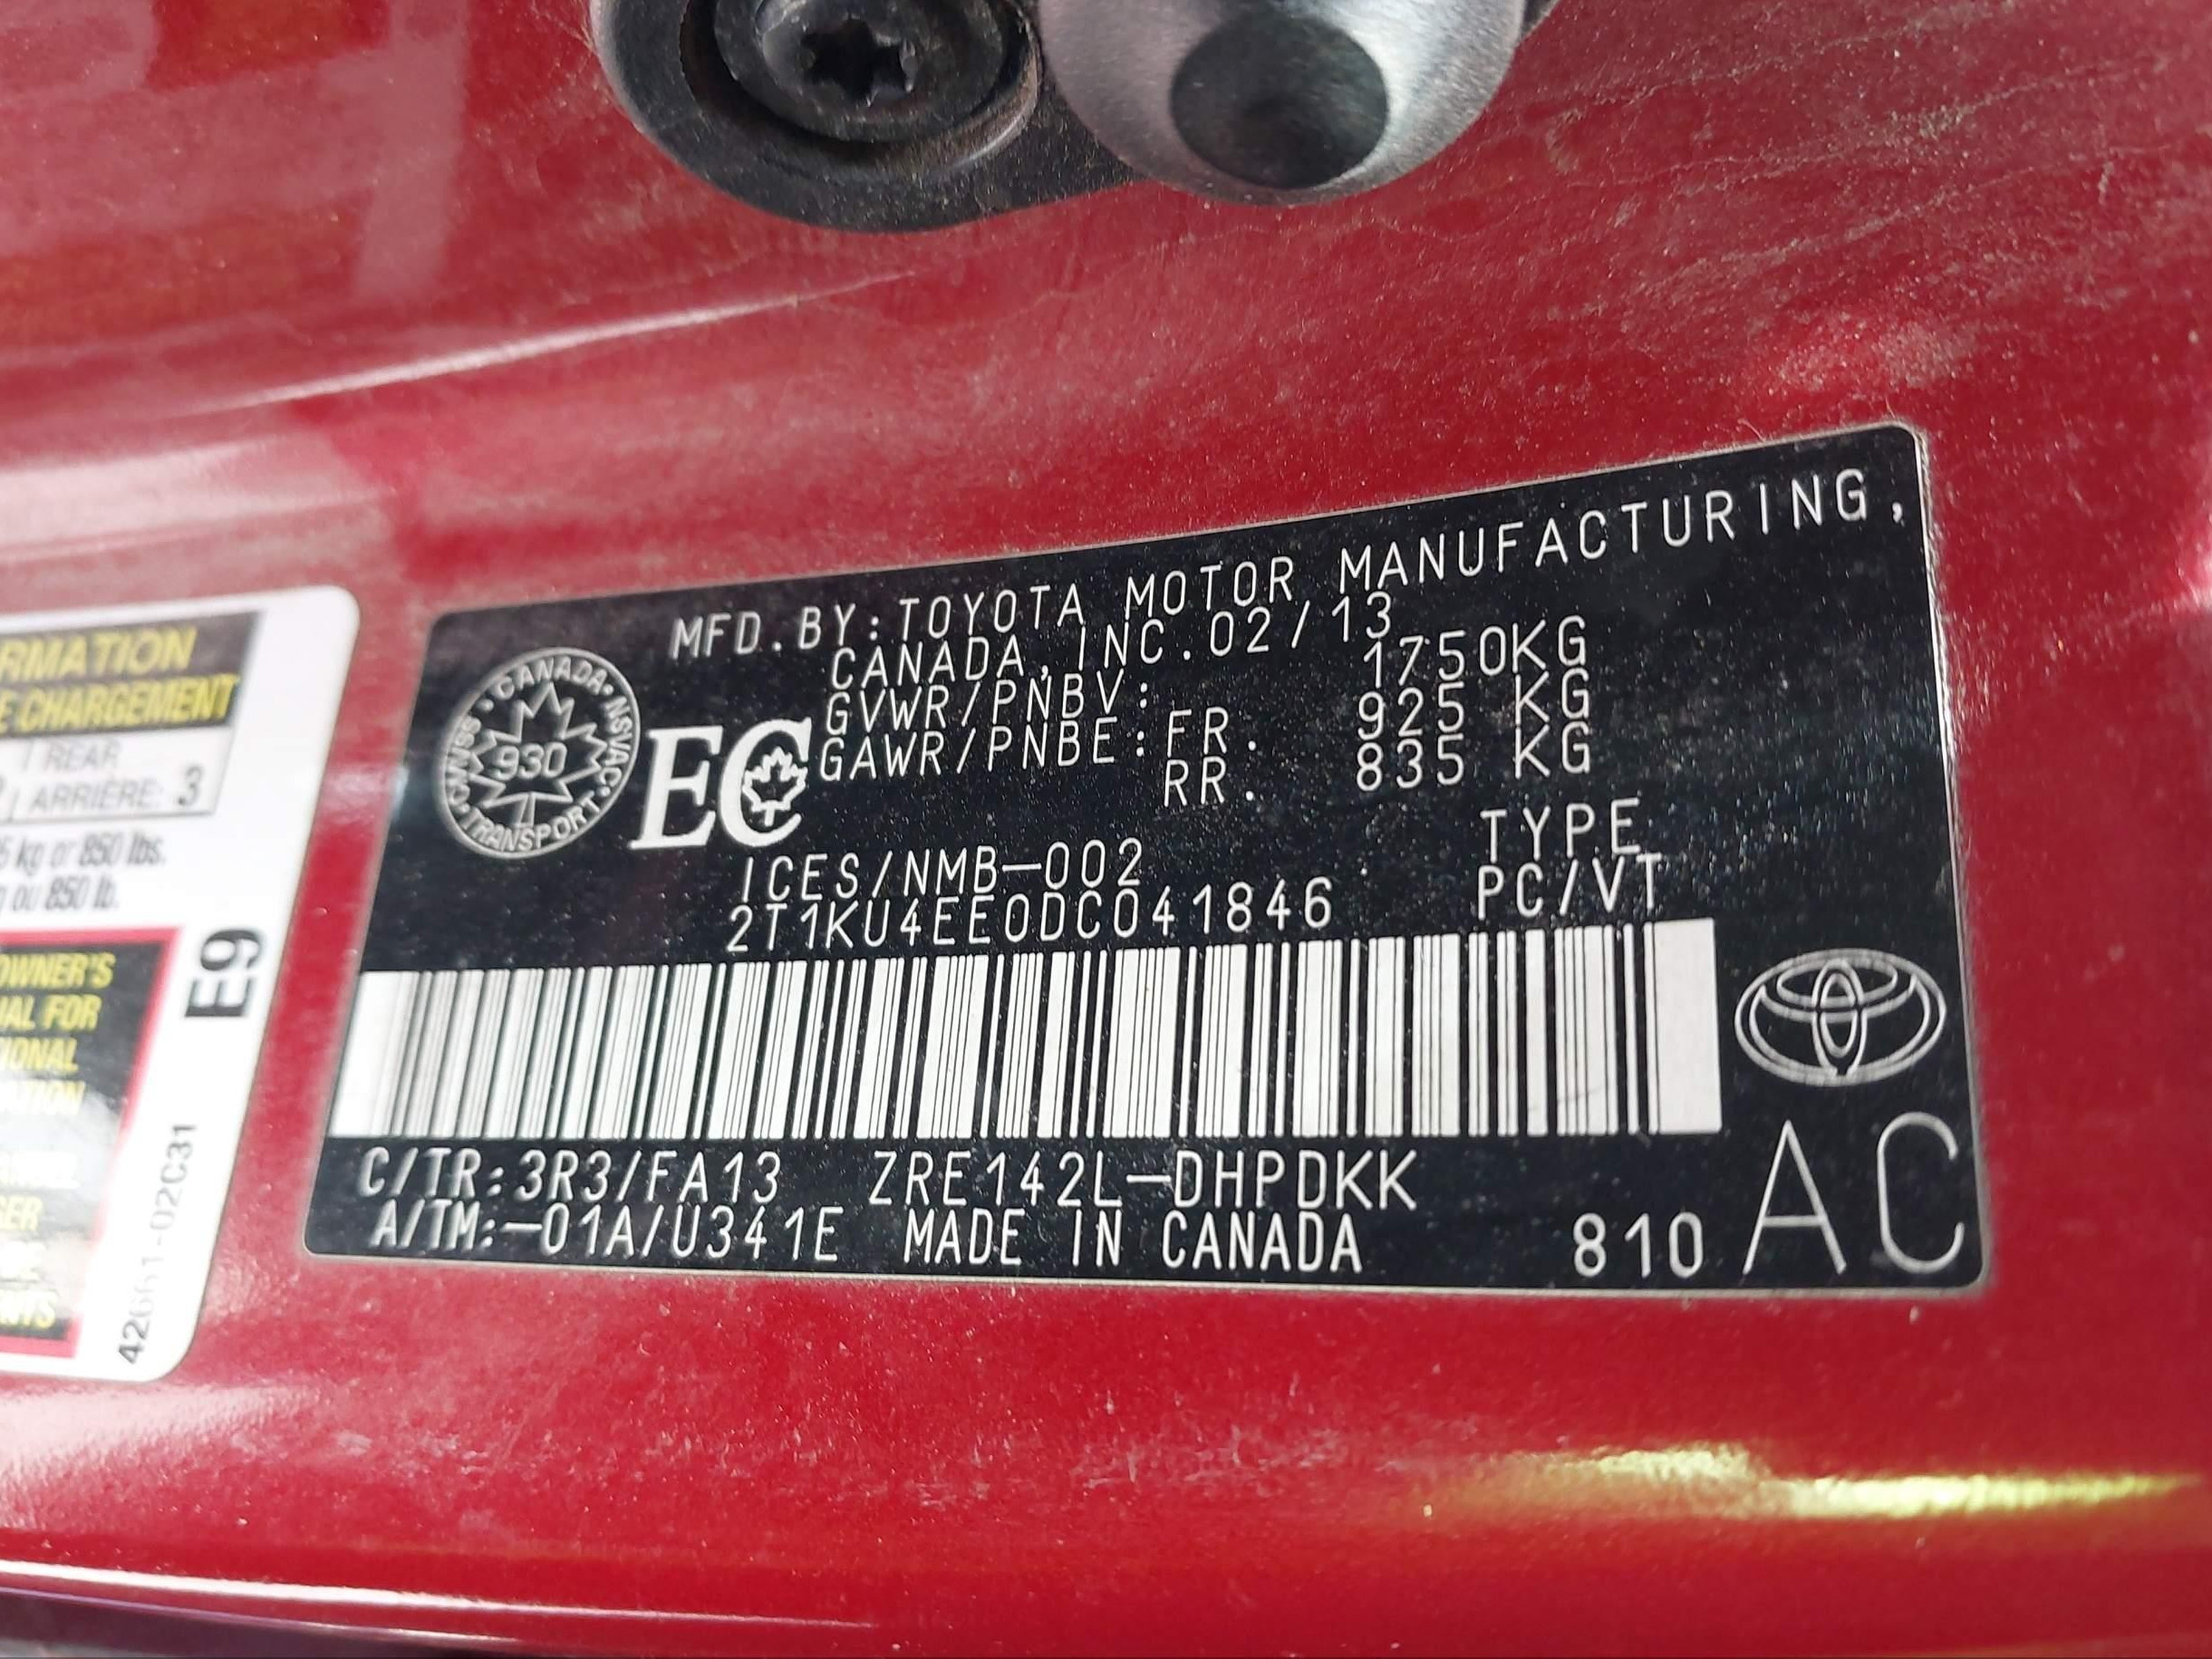 RMATION
E CHARGEMENT
REAR
ARRIÈRE: 3
kg or 850 lbs.
ou 850 lb.
OWNER'S
FOR
E9
42661-02C31
MFD.BY:TOYOTA MOTOR MANUFACTURING,
CANADA,INC.02/13
GVWR/PNBV: 1750KG
GAWR/PNBE:FR. 925 KG
RR. 835 KG
CANADA · NSVAC · TRANSPORT · CMVSS ·
930
EC
ICES/NMB-002
TYPE
2T1KU4EE0DC041846
PC/VT
C/TR:3R3/FA13 ZRE142L-DHPDKK
A/TM:-01A/U341E MADE IN CANADA
810 AC